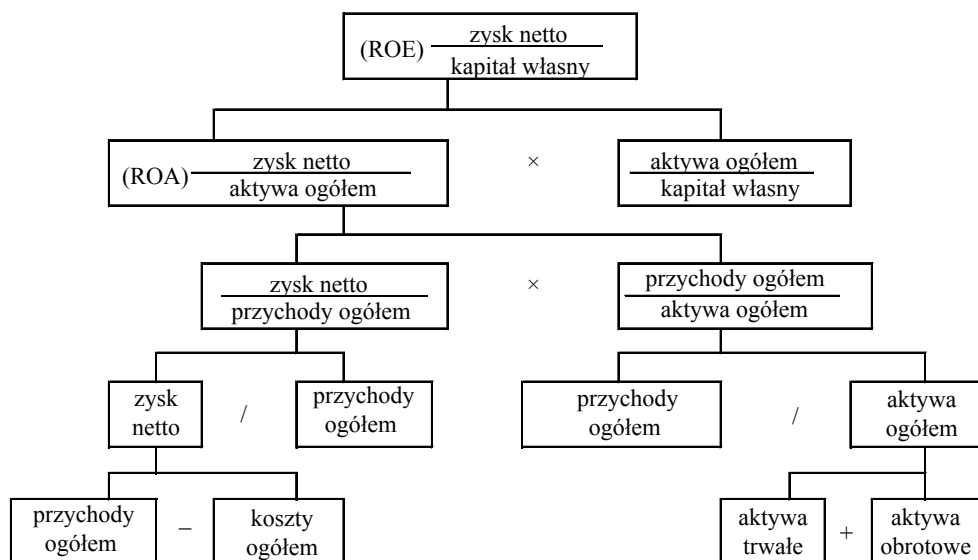 (ROE) zysk netto
kapitał własny
(ROA) zysk netto
aktywa ogółem
×
aktywa ogółem
kapitał własny
zysk netto
przychody ogółem
×
przychody ogółem
aktywa ogółem
zysk
netto
/
przychody
ogółem
przychody
ogółem
/
aktywa
ogółem
przychody
ogółem
–
koszty
ogółem
aktywa
trwałe
+
aktywa
obrotowe